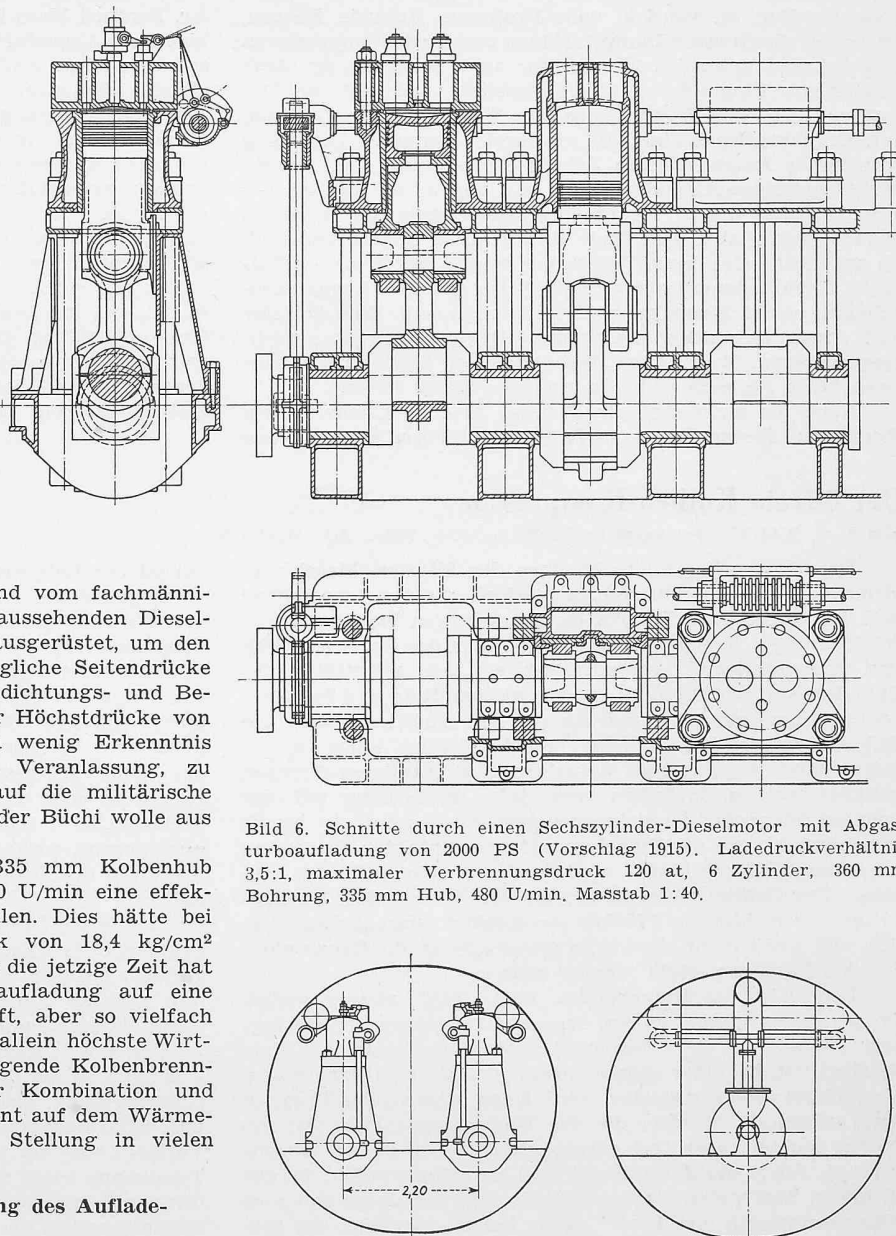 nd vom fachmänni-
aussehenden Diesel-
usgerüstet, um den
gliche Seitendrücke
dichtungs- und Be-
r Höchstdrücke von
wenig Erkenntnis
Veranlassung, zu
auf die militärische
der Büchi wolle aus
335 mm Kolbenhub
0 U/min eine effek-
len. Dies hätte bei
k von 18,4 kg/cm²
die jetzige Zeit hat
aufladung auf eine
ft, aber so vielfach
allein höchste Wirt-
gende Kolbenbrenn-
r Kombination und
nt auf dem Wärme-
Stellung in vielen
ng des Auflade-
Bild 6. Schnitte durch einen Sechszylinder-Dieselmotor mit Abgas
turboaufladung von 2000 PS (Vorschlag 1915). Ladedruckverhältni
3,5:1, maximaler Verbrennungsdruck 120 at, 6 Zylinder, 360 mm
Bohrung, 335 mm Hub, 480 U/min. Masstab 1:40.
2,20